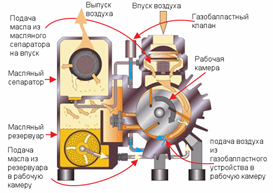 Подача
масла из
масляного
сепаратора
на впуск
Выпуск
воздуха
Впуск воздуха
Газобалластный
клапан
Рабочая
камера
Масляный
сепаратор
Масляный
резервуар
Подача
масла из
резервуара
в рабочую
камеру
подача воздуха
из
газобалластного
устройства в
рабочую камеру